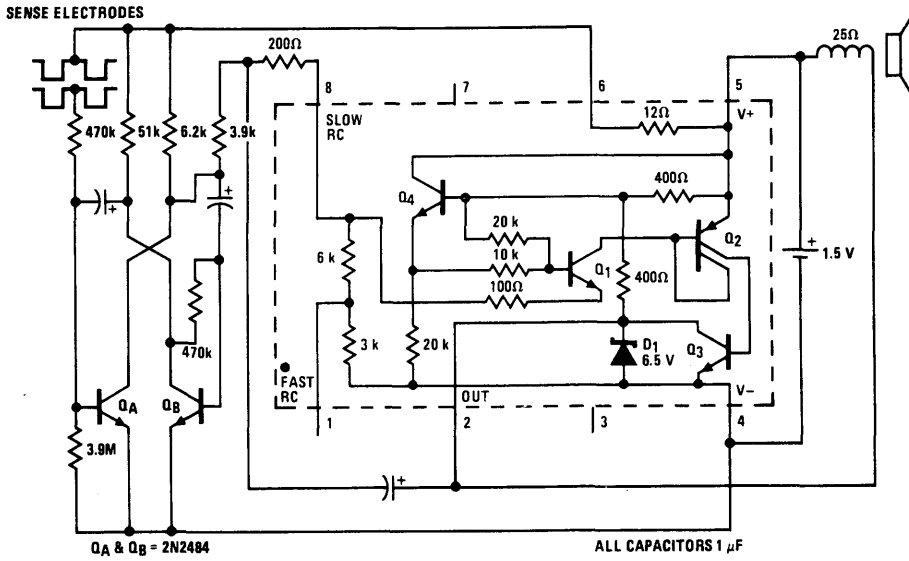 SENSE ELECTRODES
25Ω
200Ω
8
7
6
5
SLOW
RC
12Ω
V+
470k
51k
6.2k
3.9k
Q4
400Ω
+
+
20 k
Q2
+
1.5 V
6 k
10 k
Q1
400Ω
100Ω
470k
3 k
20 k
D1
6.5 V
Q3
FAST
RC
OUT
V−
QA
QB
1
2
3
4
3.9M
+
QA & QB = 2N2484
ALL CAPACITORS 1 μF